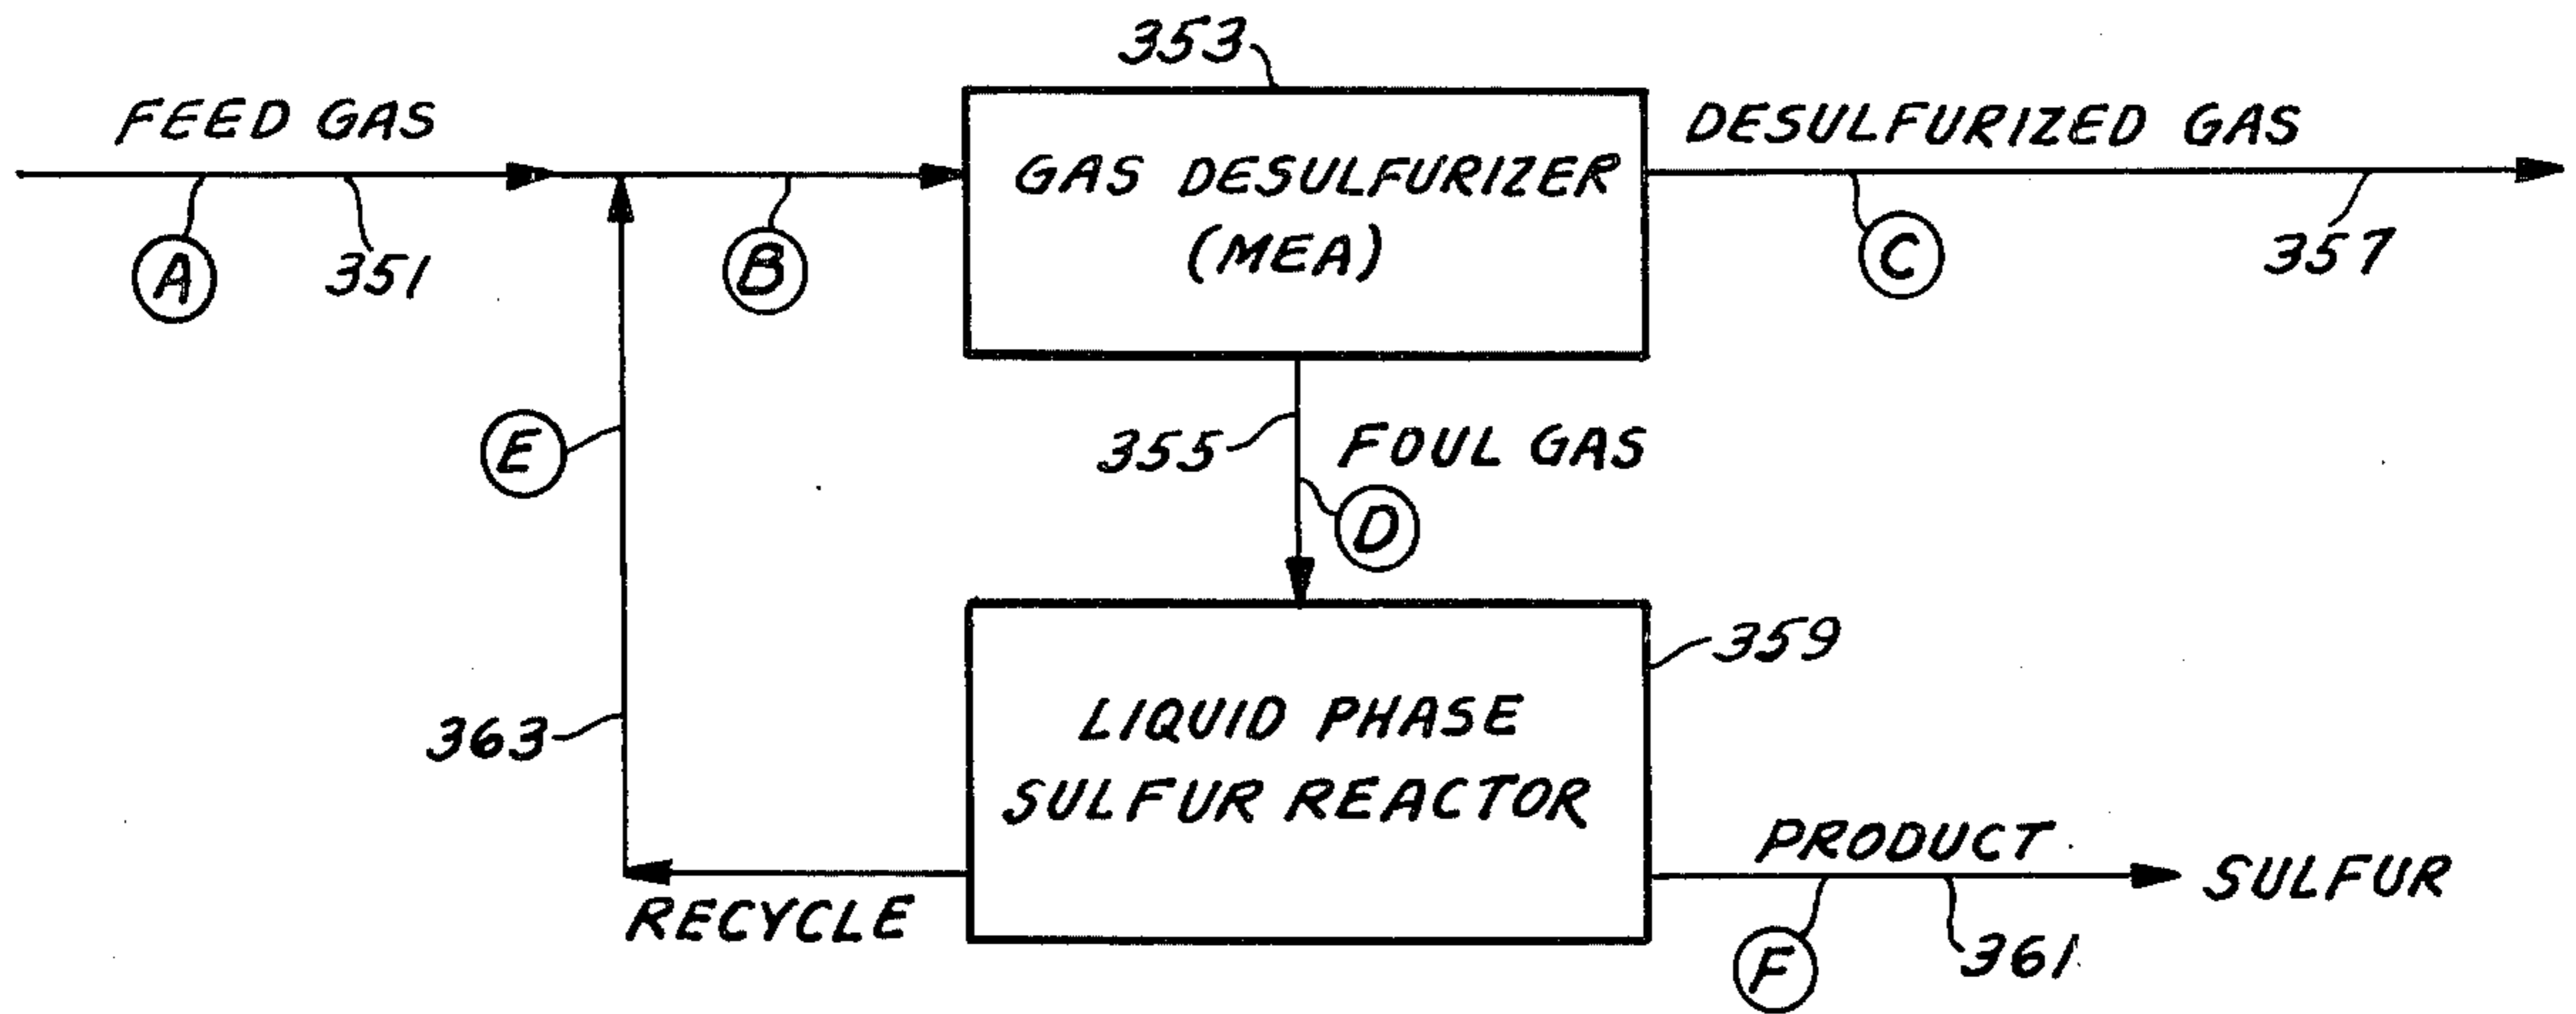 353
FEED GAS
DESULFURIZED GAS
GAS DESULFURIZER
(MEA)
A
351
B
C
357
E
355
FOUL GAS
D
359
363
LIQUID PHASE
SULFUR REACTOR
PRODUCT
SULFUR
RECYCLE
F
361